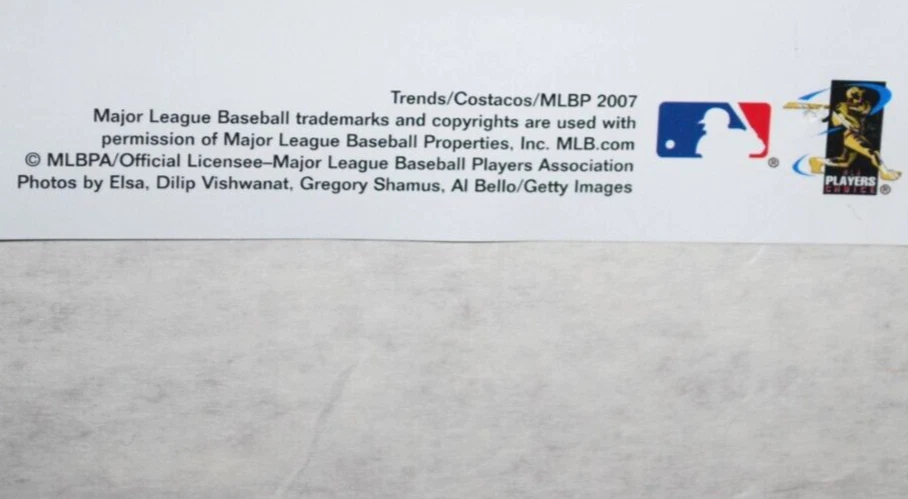 Trends/Costacos/MLBP 2007
Major League Baseball trademarks and copyrights are used with
permission of Major League Baseball Properties, Inc. MLB.com
© MLBPA/Official Licensee–Major League Baseball Players Association
Photos by Elsa, Dilip Vishwanat, Gregory Shamus, Al Bello/Getty Images
®
MLB
PLAYERS
CHOICE ®